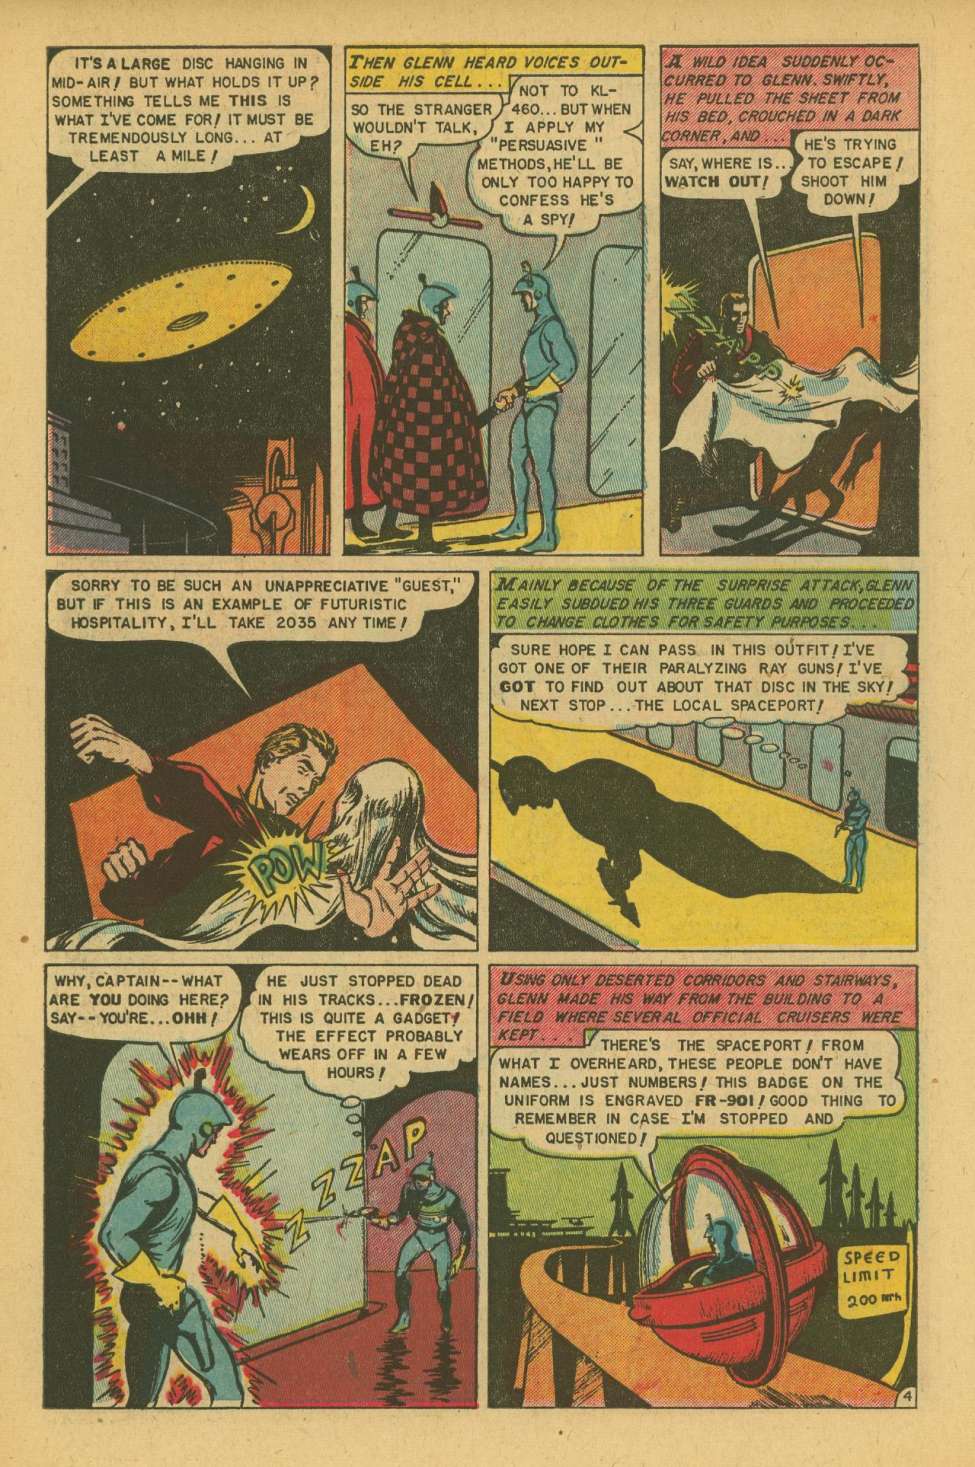 IT'S A LARGE DISC HANGING IN
MID-AIR! BUT WHAT HOLDS IT UP?
SOMETHING TELLS ME THIS IS
WHAT I'VE COME FOR! IT MUST BE
TREMENDOUSLY LONG... AT
LEAST A MILE!
THEN GLENN HEARD VOICES OUT-
SIDE HIS CELL...
SO THE STRANGER
WOULDN'T TALK,
EH?
NOT TO KL-
460...BUT WHEN
I APPLY MY
"PERSUASIVE"
METHODS, HE'LL BE
ONLY TOO HAPPY TO
CONFESS HE'S
A SPY!
A WILD IDEA SUDDENLY OC-
CURRED TO GLENN. SWIFTLY,
HE PULLED THE SHEET FROM
HIS BED, CROUCHED IN A DARK
CORNER, AND...
SAY, WHERE IS...
WATCH OUT!
HE'S TRYING
TO ESCAPE!
SHOOT HIM
DOWN!
SORRY TO BE SUCH AN UNAPPRECIATIVE "GUEST,"
BUT IF THIS IS AN EXAMPLE OF FUTURISTIC
HOSPITALITY, I'LL TAKE 2035 ANY TIME!
POW
MAINLY BECAUSE OF THE SURPRISE ATTACK, GLENN
EASILY SUBDUED HIS THREE GUARDS AND PROCEEDED
TO CHANGE CLOTHES FOR SAFETY PURPOSES...
SURE HOPE I CAN PASS IN THIS OUTFIT! I'VE
GOT ONE OF THEIR PARALYZING RAY GUNS! I'VE
GOT TO FIND OUT ABOUT THAT DISC IN THE SKY!
NEXT STOP...THE LOCAL SPACEPORT!
WHY, CAPTAIN--WHAT
ARE YOU DOING HERE?
SAY--YOU'RE...OHH!
HE JUST STOPPED DEAD
IN HIS TRACKS...FROZEN!
THIS IS QUITE A GADGET!
THE EFFECT PROBABLY
WEARS OFF IN A FEW
HOURS!
ZZZAP
USING ONLY DESERTED CORRIDORS AND STAIRWAYS,
GLENN MADE HIS WAY FROM THE BUILDING TO A
FIELD WHERE SEVERAL OFFICIAL CRUISERS WERE
KEPT...
THERE'S THE SPACEPORT! FROM
WHAT I OVERHEARD, THESE PEOPLE DON'T HAVE
NAMES...JUST NUMBERS! THIS BADGE ON THE
UNIFORM IS ENGRAVED FR-901! GOOD THING TO
REMEMBER IN CASE I'M STOPPED AND
QUESTIONED!
SPEED
LIMIT
200 MPH
4